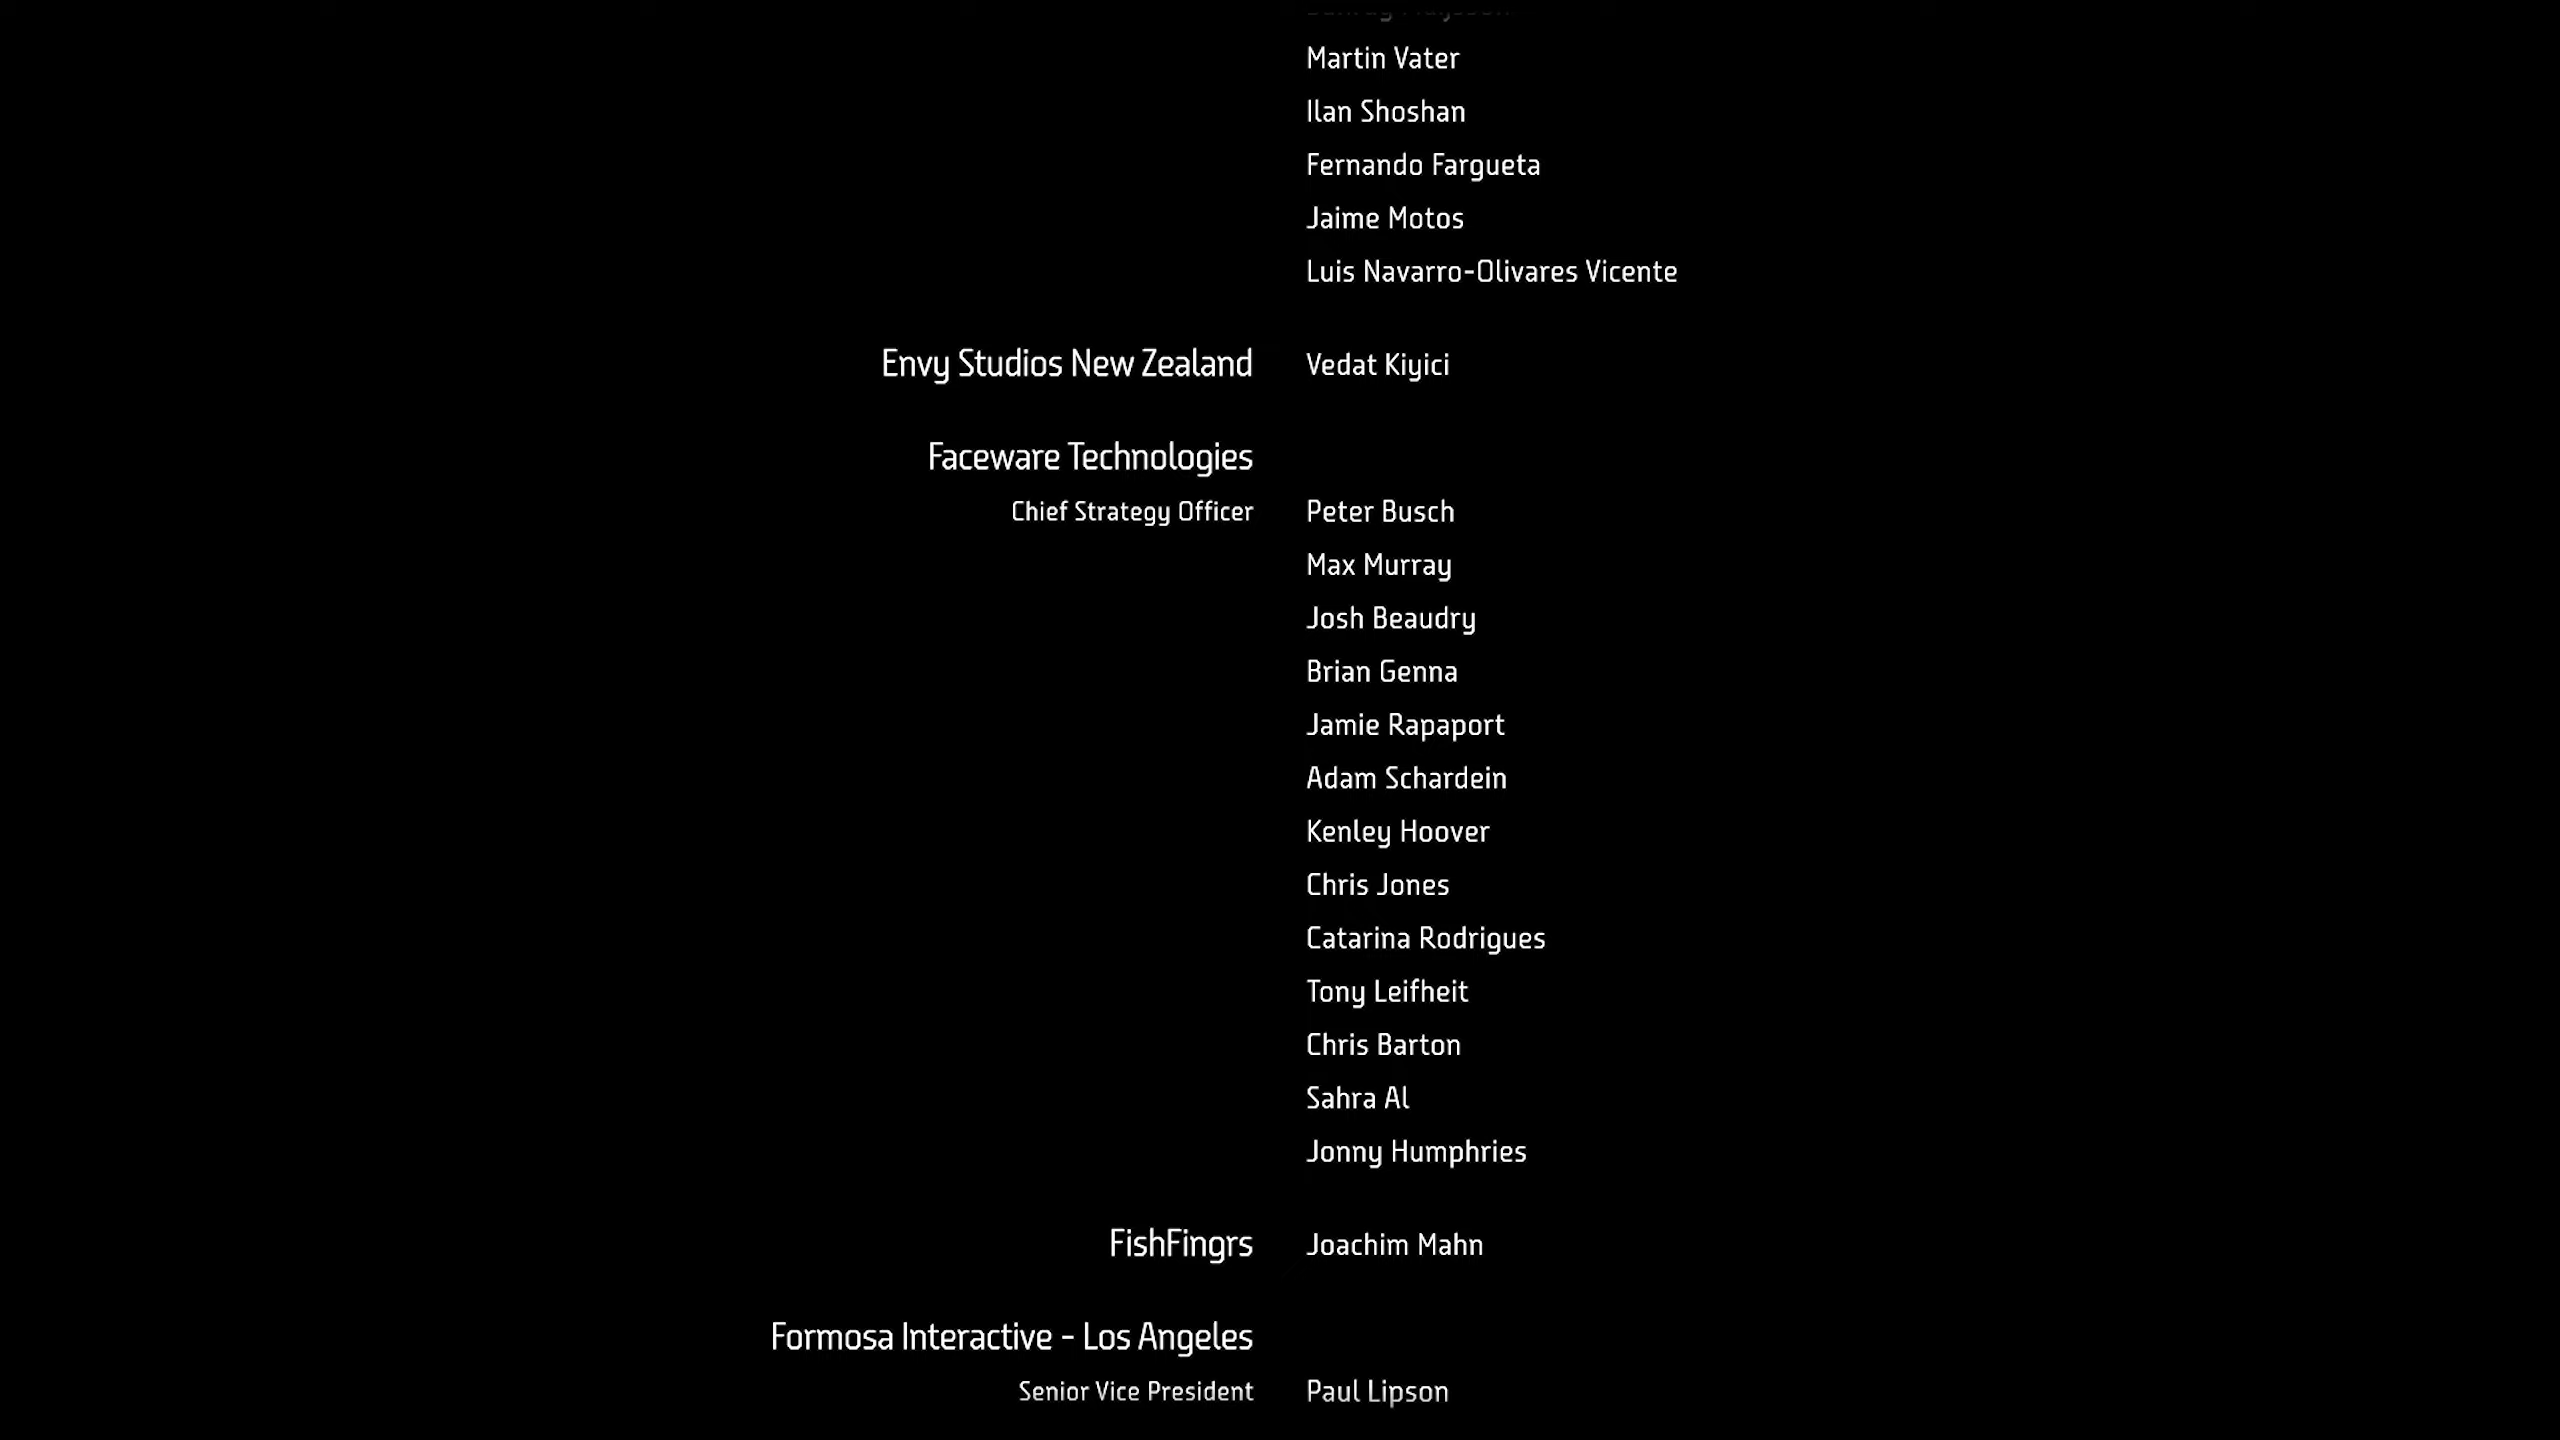 Martin Vater
Ilan Shoshan
Fernando Fargueta
Jaime Motos
Luis Navarro-Olivares Vicente
Envy Studios New Zealand Vedat Kiyici
Faceware Technologies
Chief Strategy Officer Peter Busch
Max Murray
Josh Beaudry
Brian Genna
Jamie Rapaport
Adam Schardein
Kenley Hoover
Chris Jones
Catarina Rodrigues
Tony Leifheit
Chris Barton
Sahra Al
Jonny Humphries
FishFingrs Joachim Mahn
Formosa Interactive - Los Angeles
Senior Vice President Paul Lipson